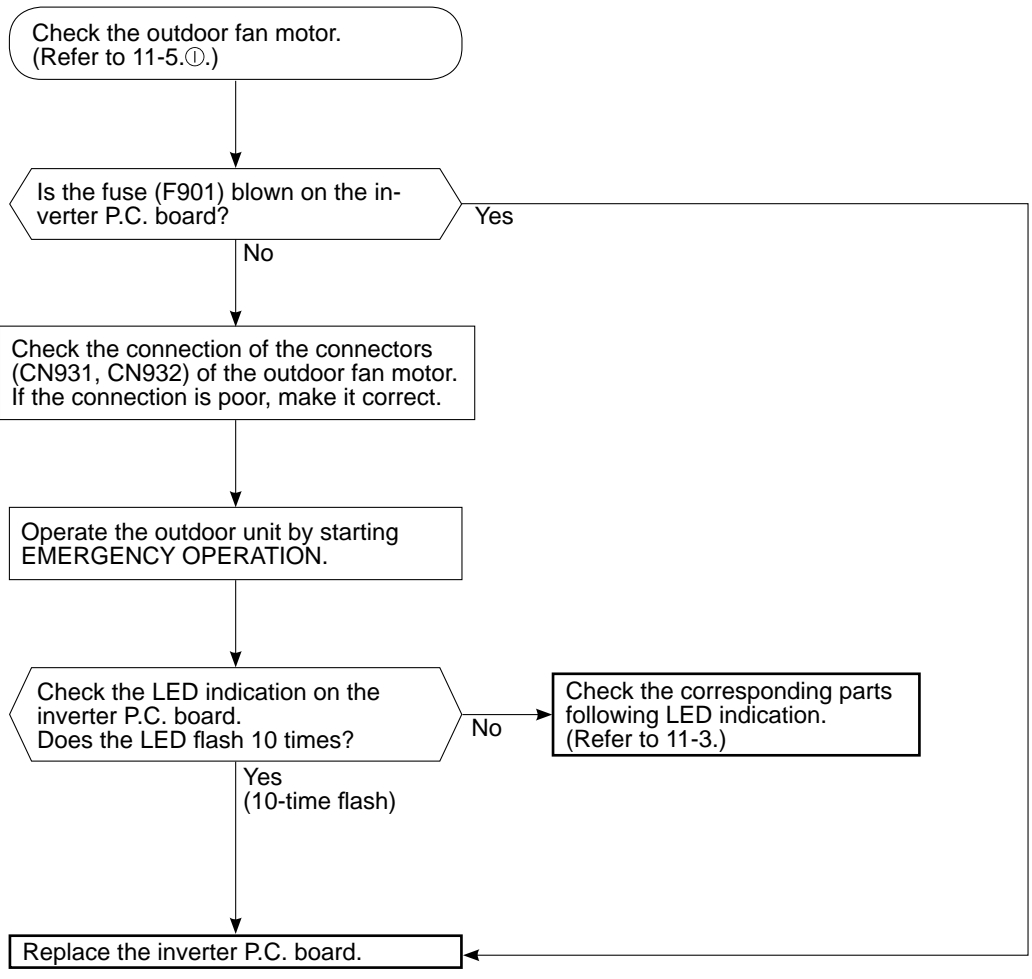 Check the outdoor fan motor.
(Refer to 11-5.Ⓘ.)
Is the fuse (F901) blown on the in-
verter P.C. board?
Yes
No
Check the connection of the connectors
(CN931, CN932) of the outdoor fan motor.
If the connection is poor, make it correct.
Operate the outdoor unit by starting
EMERGENCY OPERATION.
Check the LED indication on the
inverter P.C. board.
Does the LED flash 10 times?
No
Check the corresponding parts
following LED indication.
(Refer to 11-3.)
Yes
(10-time flash)
Replace the inverter P.C. board.